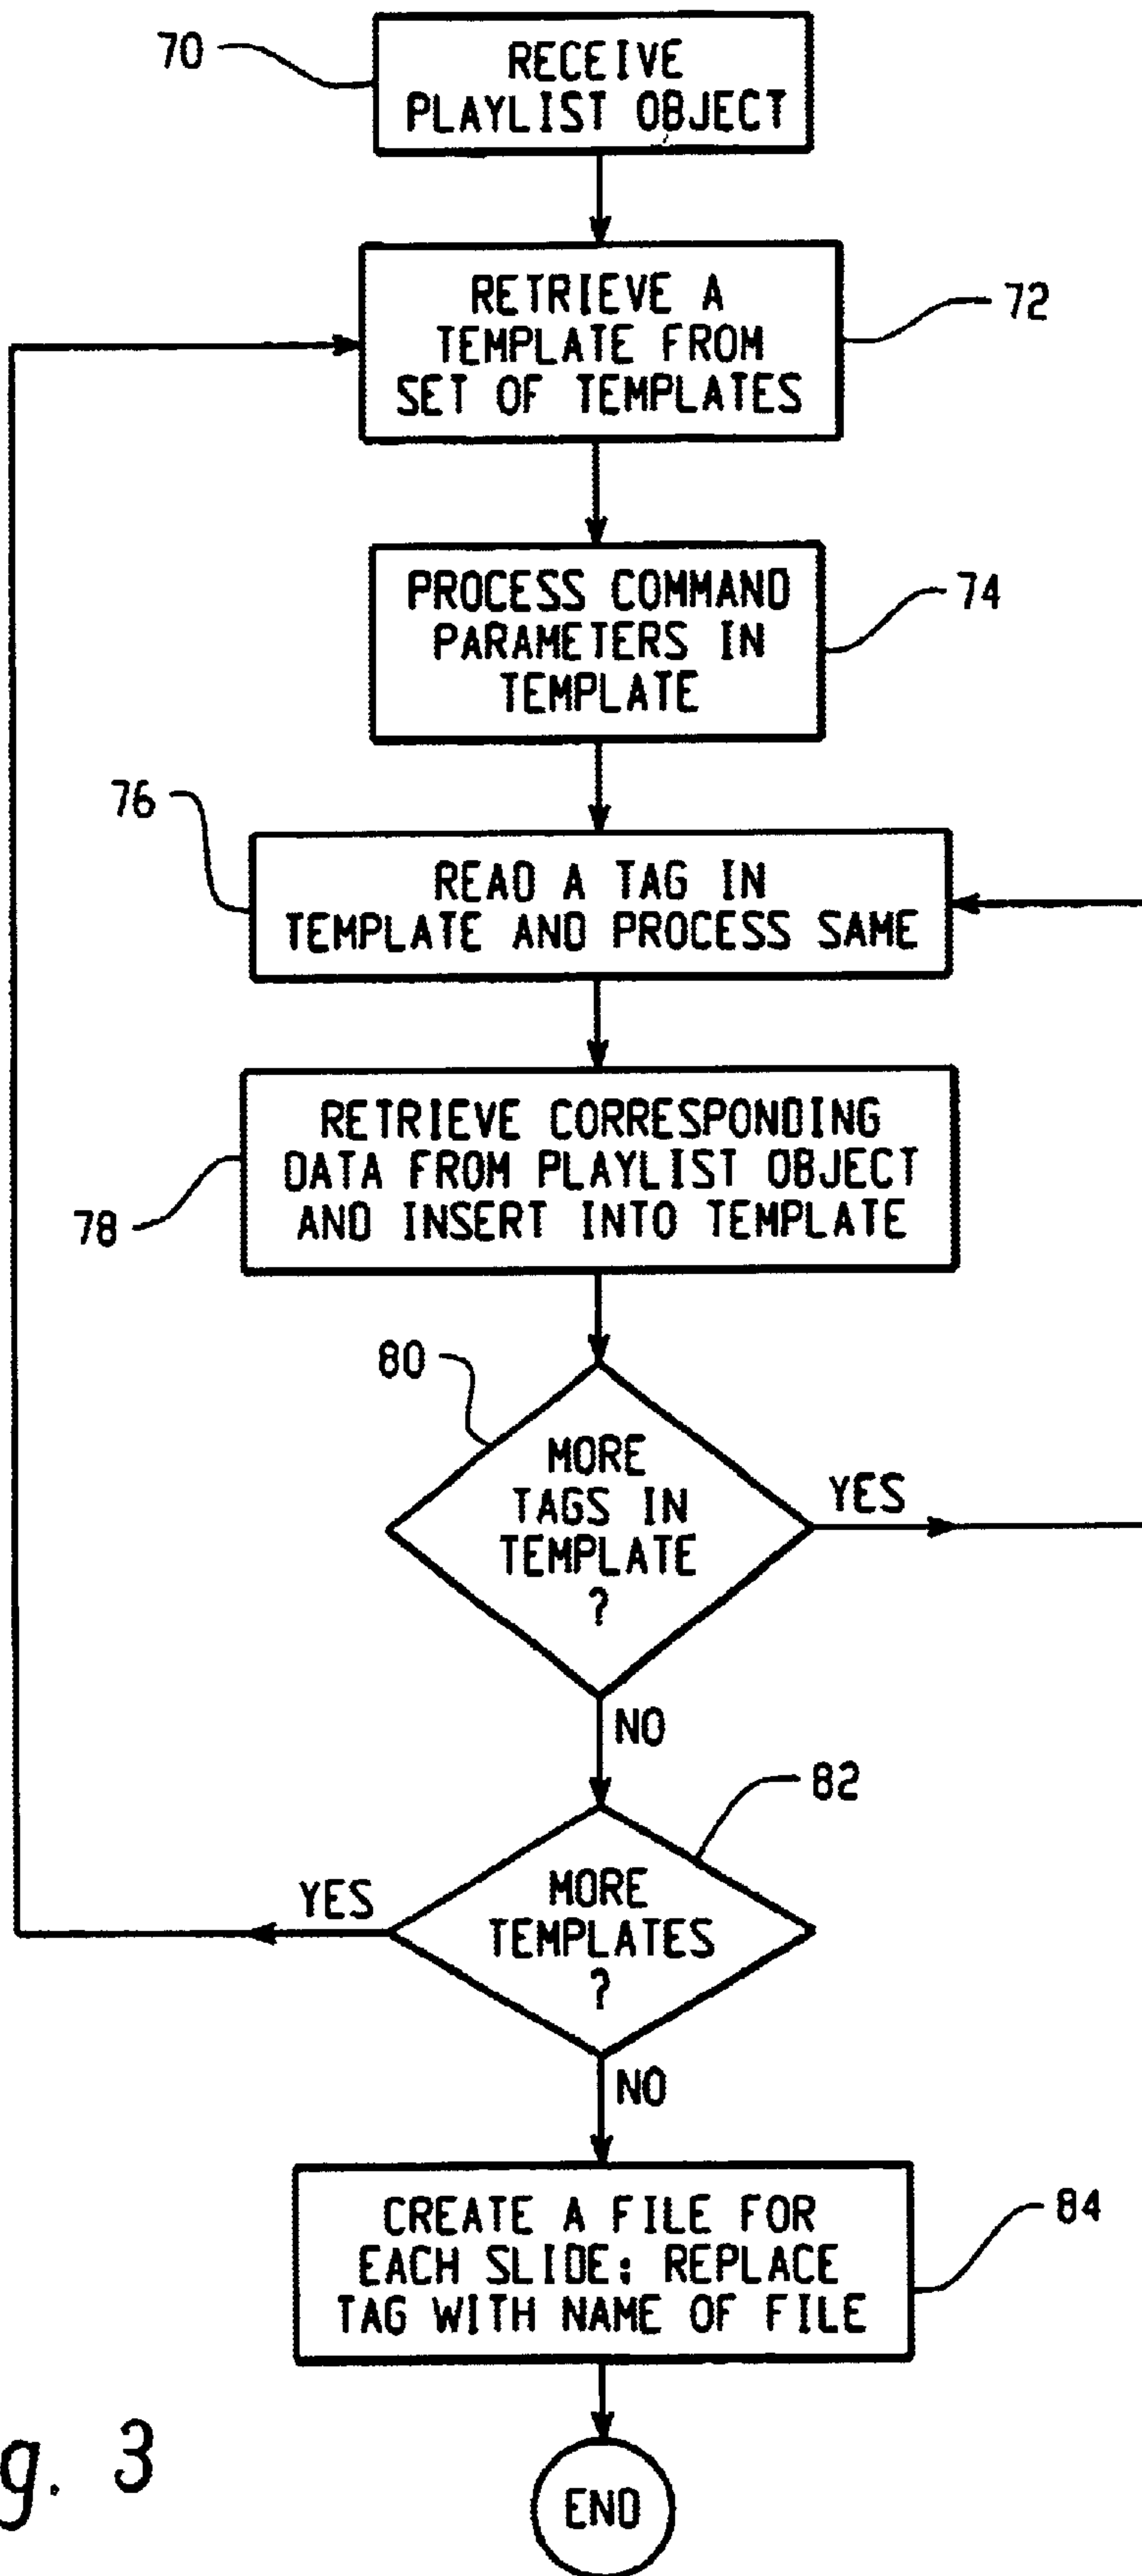 70
RECEIVE
PLAYLIST OBJECT
RETRIEVE A
TEMPLATE FROM
SET OF TEMPLATES
72
PROCESS COMMAND
PARAMETERS IN
TEMPLATE
74
76
READ A TAG IN
TEMPLATE AND PROCESS SAME
RETRIEVE CORRESPONDING
DATA FROM PLAYLIST OBJECT
AND INSERT INTO TEMPLATE
78
80
MORE
TAGS IN
TEMPLATE
?
YES
NO
82
MORE
TEMPLATES
?
YES
NO
CREATE A FILE FOR
EACH SLIDE; REPLACE
TAG WITH NAME OF FILE
84
g. 3
END